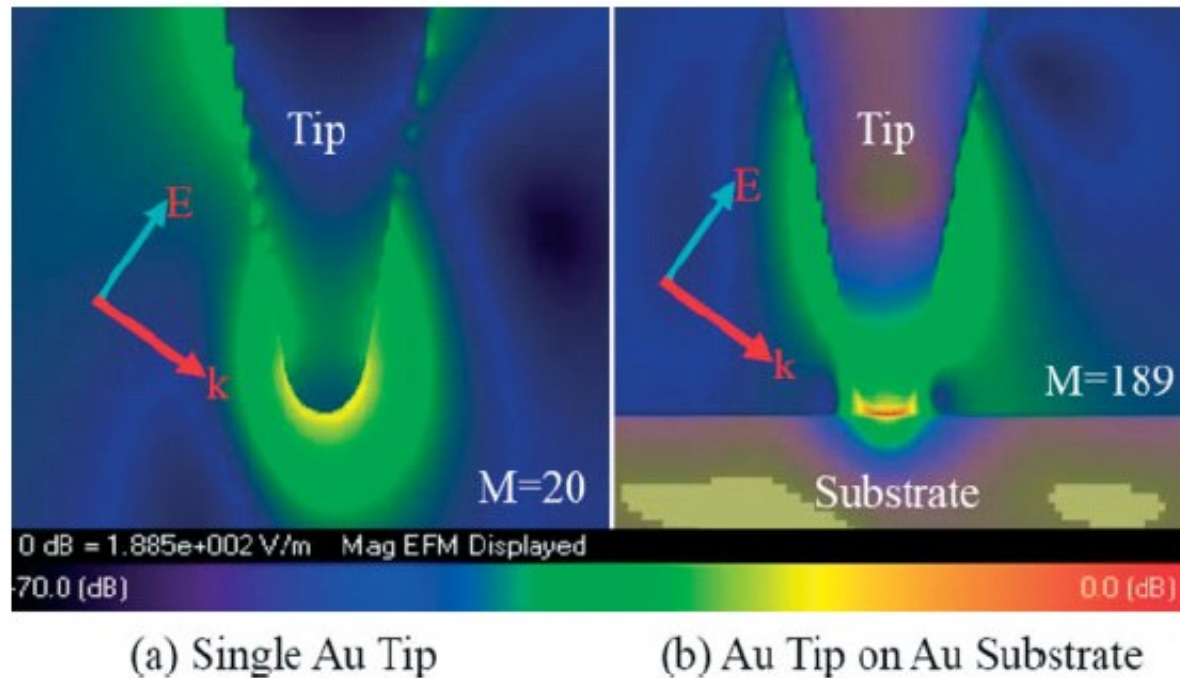 Tip
E
k
M=20
Tip
E
k
M=189
Substrate
0 dB = 1.885e+002 V/m Mag EFM Displayed
-70.0 (dB) 0.0 (dB)
(a) Single Au Tip
(b) Au Tip on Au Substrate